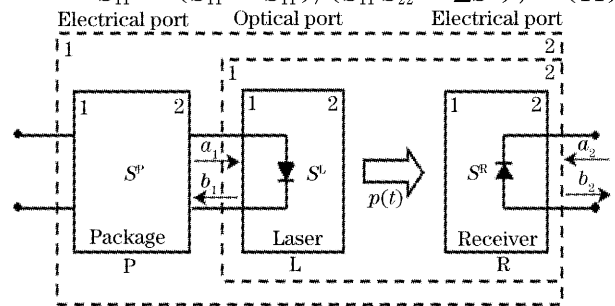 Electrical port Optical port Electrical port
1 2
1 2
1 2 1 2 1 2
a₁ a₂
Sᴾ Sᴸ Sᴿ
b₁ p(t) b₂
Package Laser Receiver
P L R